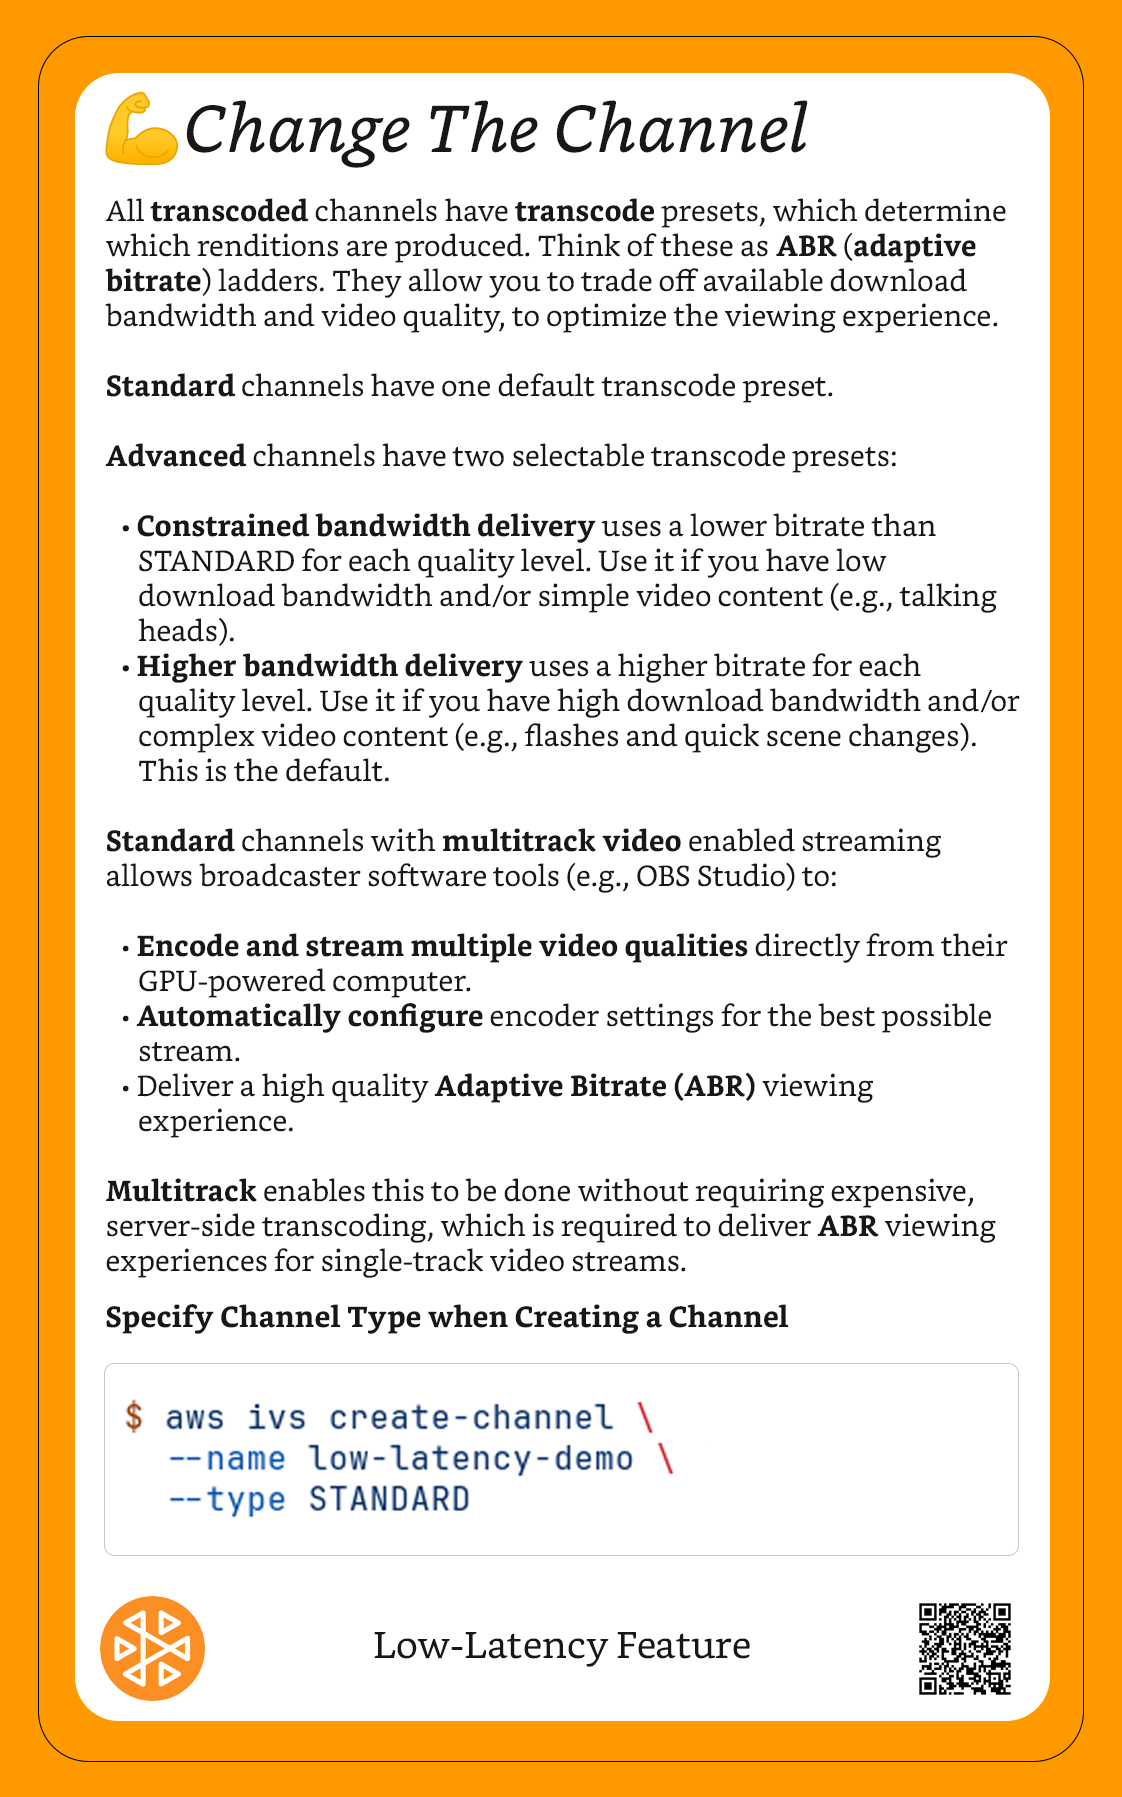 💪Change The Channel
All transcoded channels have transcode presets, which determine
which renditions are produced. Think of these as ABR (adaptive
bitrate) ladders. They allow you to trade off available download
bandwidth and video quality, to optimize the viewing experience.
Standard channels have one default transcode preset.
Advanced channels have two selectable transcode presets:
• Constrained bandwidth delivery uses a lower bitrate than
STANDARD for each quality level. Use it if you have low
download bandwidth and/or simple video content (e.g., talking
heads).
• Higher bandwidth delivery uses a higher bitrate for each
quality level. Use it if you have high download bandwidth and/or
complex video content (e.g., flashes and quick scene changes).
This is the default.
Standard channels with multitrack video enabled streaming
allows broadcaster software tools (e.g., OBS Studio) to:
• Encode and stream multiple video qualities directly from their
GPU-powered computer.
• Automatically configure encoder settings for the best possible
stream.
• Deliver a high quality Adaptive Bitrate (ABR) viewing
experience.
Multitrack enables this to be done without requiring expensive,
server-side transcoding, which is required to deliver ABR viewing
experiences for single-track video streams.
Specify Channel Type when Creating a Channel
$ aws ivs create-channel \
--name low-latency-demo \
--type STANDARD
Low-Latency Feature